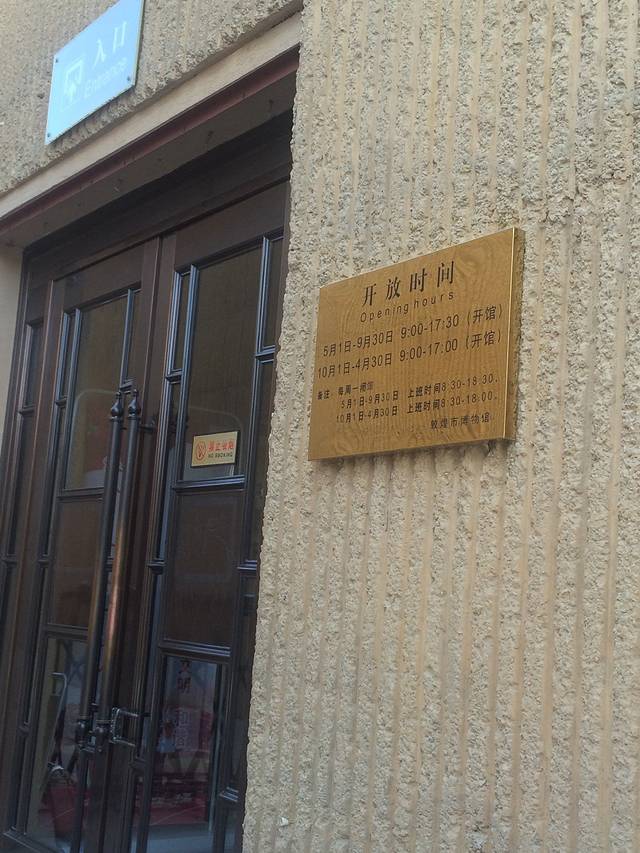 入口
Entrance
开放时间
Opening hours
5月1日-9月30日 9:00-17:30（开馆）
10月1日-4月30日 9:00-17:00（开馆）
备注：每周一闭馆
5月1日-9月30日 上班时间8:30-18:30.
10月1日-4月30日 上班时间8:30-18:00.
敦煌市博物馆
禁止吸烟
NO SMOKING
文明
和谐